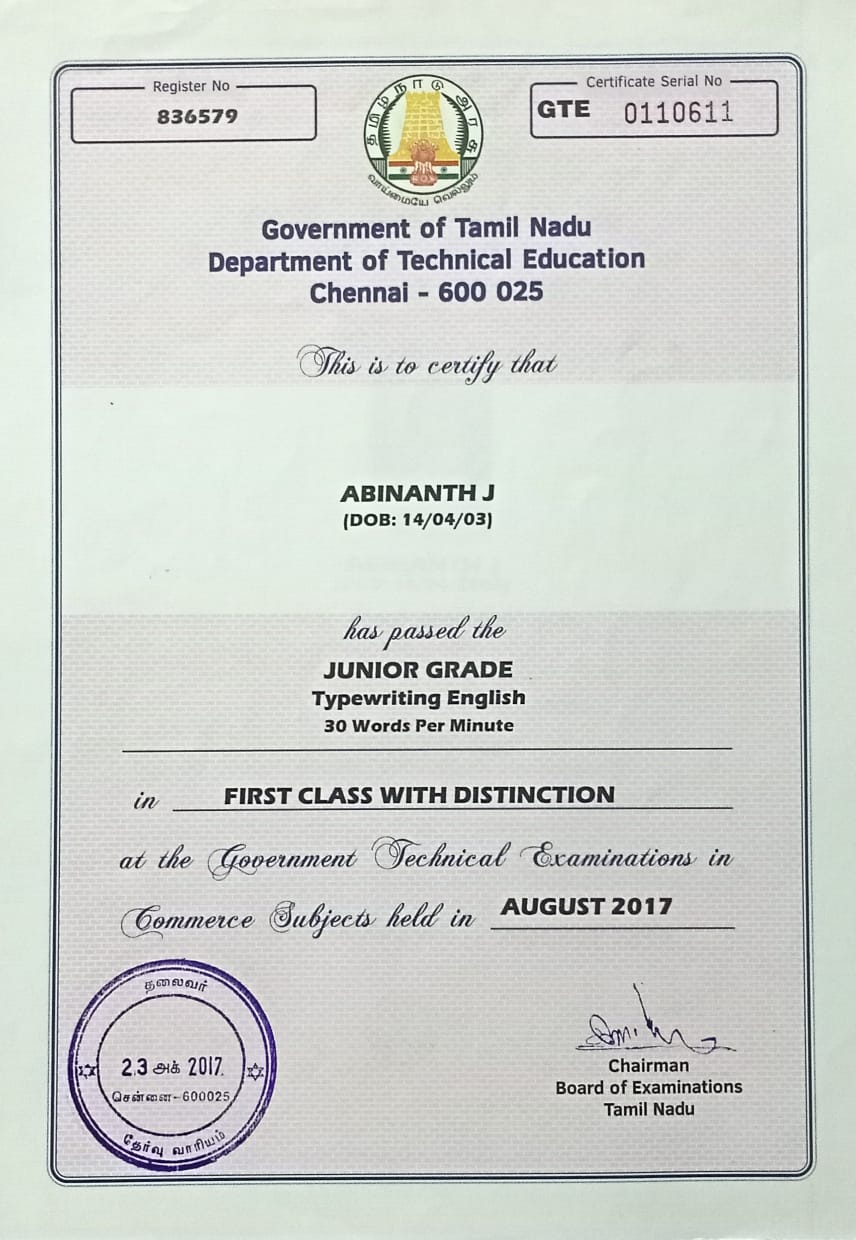 Register No
836579
Certificate Serial No
GTE 0110611
தமிழ்நாடு அரசு
வாய்மையே வெல்லும்
Government of Tamil Nadu
Department of Technical Education
Chennai - 600 025
This is to certify that
ABINANTH J
(DOB: 14/04/03)
has passed the
JUNIOR GRADE
Typewriting English
30 Words Per Minute
in FIRST CLASS WITH DISTINCTION
at the Government Technical Examinations in
Commerce Subjects held in AUGUST 2017
தலைவர்
23 அக் 2017
சென்னை-600025
தேர்வு வாரியம்
Chairman
Board of Examinations
Tamil Nadu